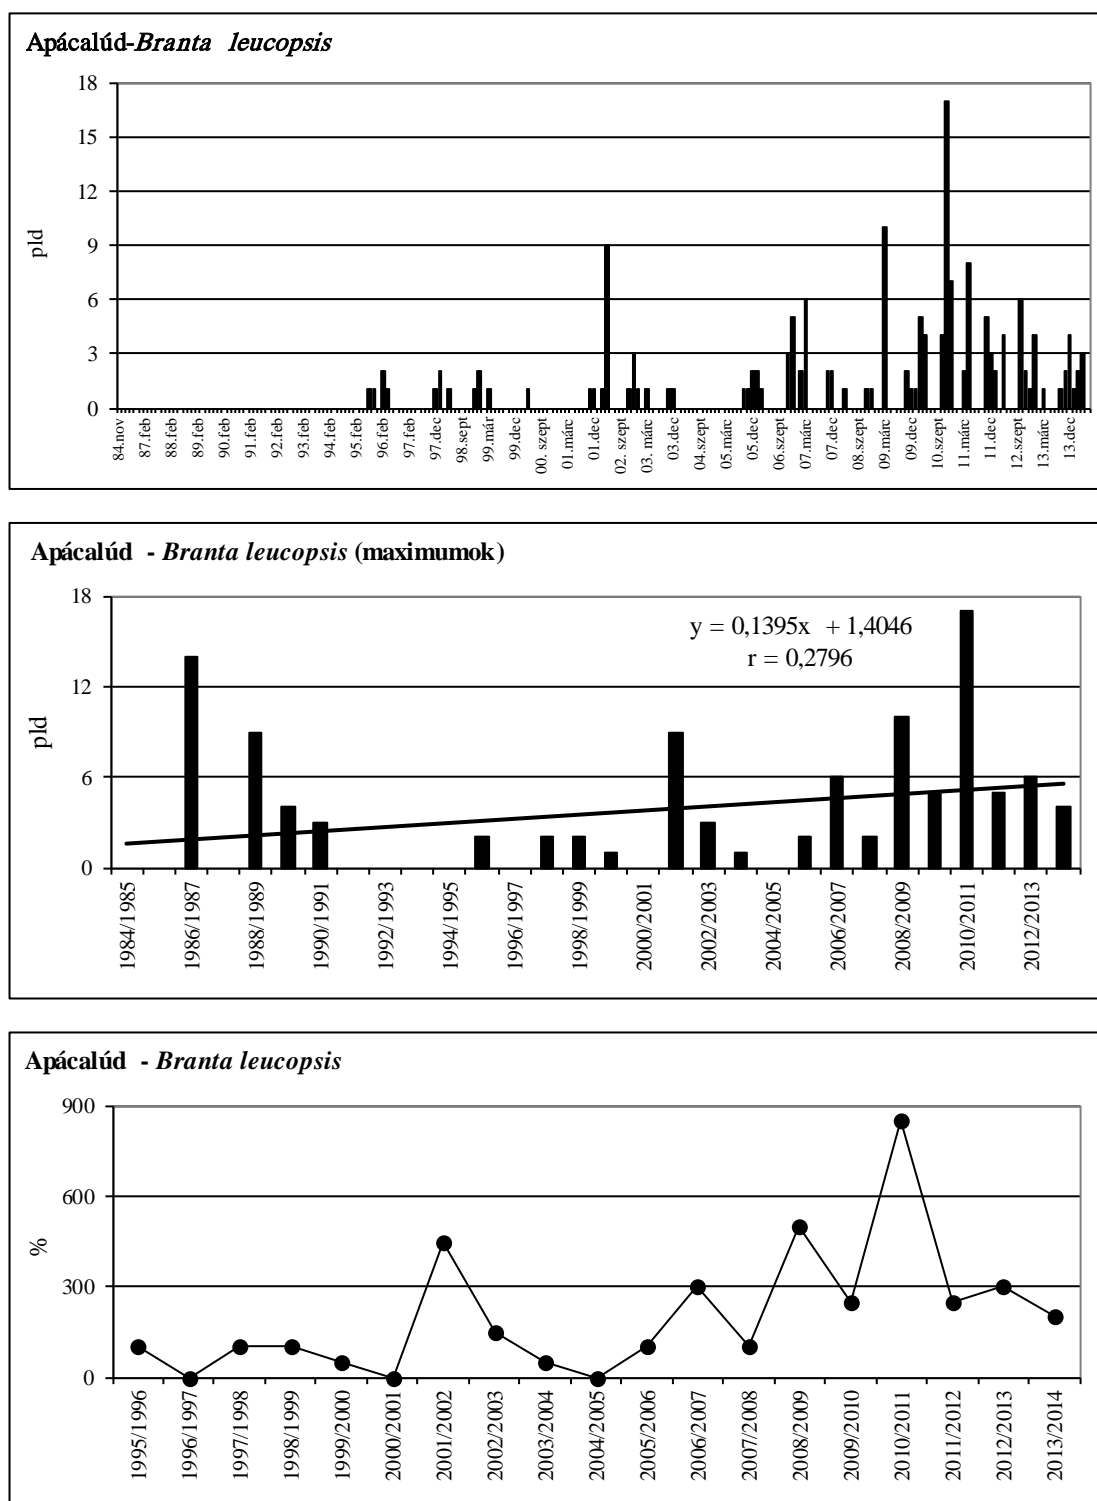 Apácalúd-Branta leucopsis
18
15
12
9
6
3
0
pld
84.nov 87.feb 88.feb 89.feb 90.feb 91.feb 92.feb 93.feb 94.feb 95.feb 96.feb 97.feb 97.dec 98.szept 99.már 99.dec 00. szept 01.márc 01.dec 02. szept 03. márc 03.dec 04.szept 05.márc 05.dec 06.szept 07.márc 07.dec 08.szept 09.márc 09.dec 10.szept 11.márc 11.dec 12.szept 13.márc 13.dec
Apácalúd - Branta leucopsis (maximumok)
18
12
6
0
pld
y = 0,1395x + 1,4046
r = 0,2796
1984/1985 1986/1987 1988/1989 1990/1991 1992/1993 1994/1995 1996/1997 1998/1999 2000/2001 2002/2003 2004/2005 2006/2007 2008/2009 2010/2011 2012/2013
Apácalúd - Branta leucopsis
900
600
300
0
%
1995/1996 1996/1997 1997/1998 1998/1999 1999/2000 2000/2001 2001/2002 2002/2003 2003/2004 2004/2005 2005/2006 2006/2007 2007/2008 2008/2009 2009/2010 2010/2011 2011/2012 2012/2013 2013/2014